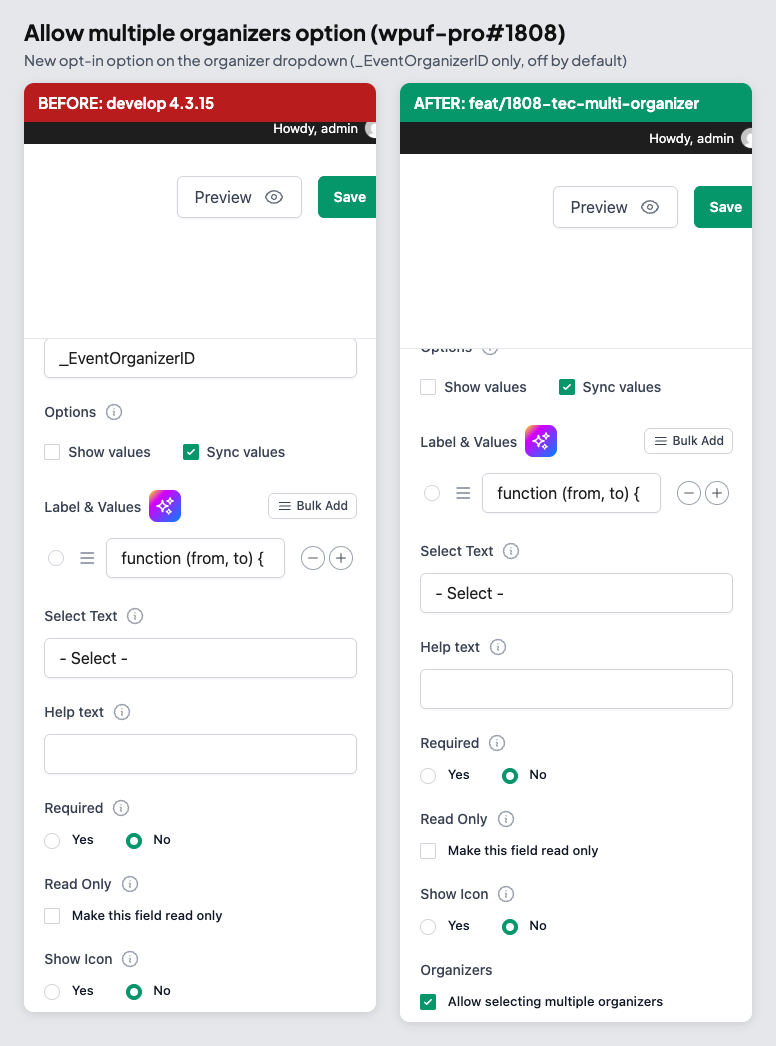 Allow multiple organizers option (wpuf-pro#1808)
New opt-in option on the organizer dropdown (_EventOrganizerID only, off by default)
BEFORE: develop 4.3.15
Howdy, admin
Preview
Save
_EventOrganizerID
Options
Show values
Sync values
Label & Values
Bulk Add
function (from, to) {
Select Text
- Select -
Help text
Required
Yes
No
Read Only
Make this field read only
Show Icon
Yes
No
AFTER: feat/1808-tec-multi-organizer
Howdy, admin
Preview
Save
Options
Show values
Sync values
Label & Values
Bulk Add
function (from, to) {
Select Text
- Select -
Help text
Required
Yes
No
Read Only
Make this field read only
Show Icon
Yes
No
Organizers
Allow selecting multiple organizers